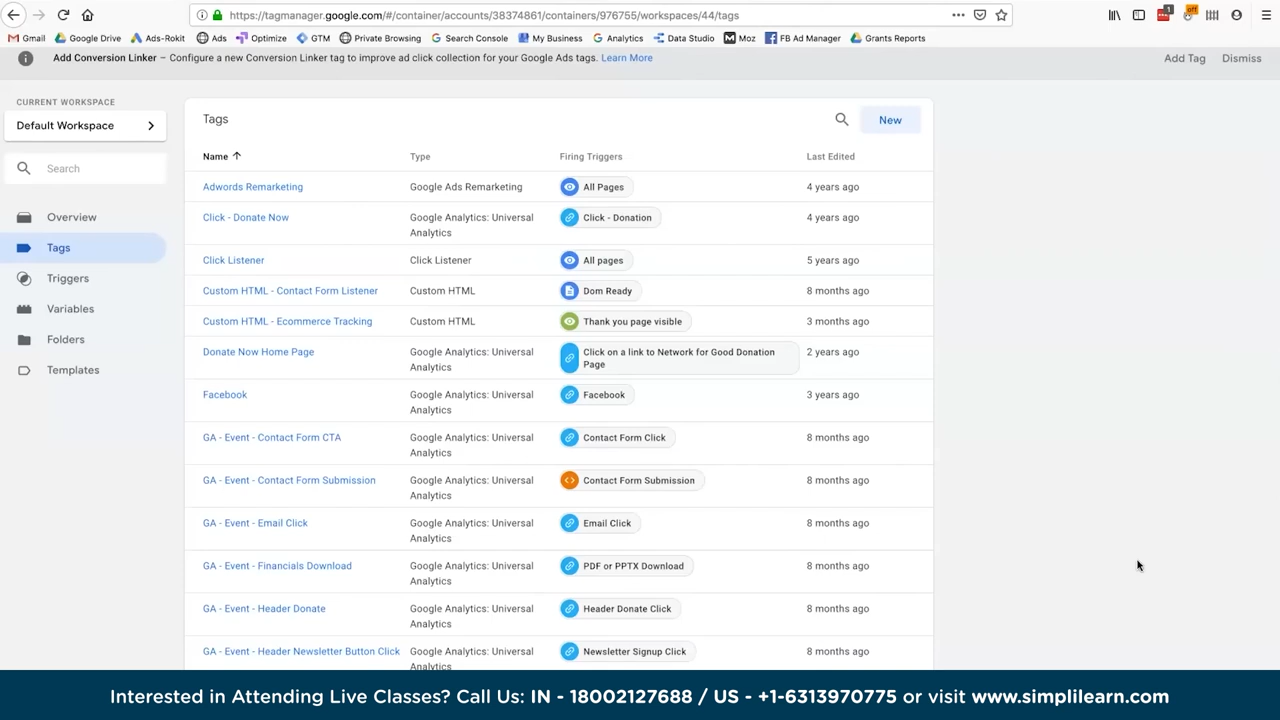 https://tagmanager.google.com/#/container/accounts/38374861/containers/976755/workspaces/44/tags
1
off
Gmail Google Drive Ads-Rokit Ads Optimize GTM Private Browsing Search Console My Business Analytics Data Studio Moz FB Ad Manager Grants Reports
Add Conversion Linker – Configure a new Conversion Linker tag to improve ad click collection for your Google Ads tags. Learn More Add Tag Dismiss
CURRENT WORKSPACE
Default Workspace
Search
Overview
Tags
Triggers
Variables
Folders
Templates
Tags New
Name Type Firing Triggers Last Edited
Adwords Remarketing Google Ads Remarketing All Pages 4 years ago
Click - Donate Now Google Analytics: Universal Click - Donation 4 years ago
Analytics
Click Listener Click Listener All pages 5 years ago
Custom HTML - Contact Form Listener Custom HTML Dom Ready 8 months ago
Custom HTML - Ecommerce Tracking Custom HTML Thank you page visible 3 months ago
Donate Now Home Page Google Analytics: Universal Click on a link to Network for Good Donation 2 years ago
Analytics Page
Facebook Google Analytics: Universal Facebook 3 years ago
Analytics
GA - Event - Contact Form CTA Google Analytics: Universal Contact Form Click 8 months ago
Analytics
GA - Event - Contact Form Submission Google Analytics: Universal Contact Form Submission 8 months ago
Analytics
GA - Event - Email Click Google Analytics: Universal Email Click 8 months ago
Analytics
GA - Event - Financials Download Google Analytics: Universal PDF or PPTX Download 8 months ago
Analytics
GA - Event - Header Donate Google Analytics: Universal Header Donate Click 8 months ago
Analytics
GA - Event - Header Newsletter Button Click Google Analytics: Universal Newsletter Signup Click 8 months ago
Analytics
Interested in Attending Live Classes? Call Us: IN - 18002127688 / US - +1-6313970775 or visit www.simplilearn.com